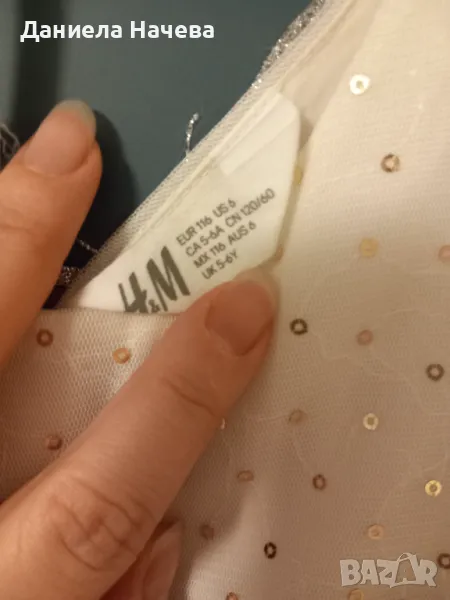 Даниела Начева
EUR 116 US 6
CA 5-6A CN 120/60
MX 116 AUS 6
UK 5-6Y
H&M
BAZAR